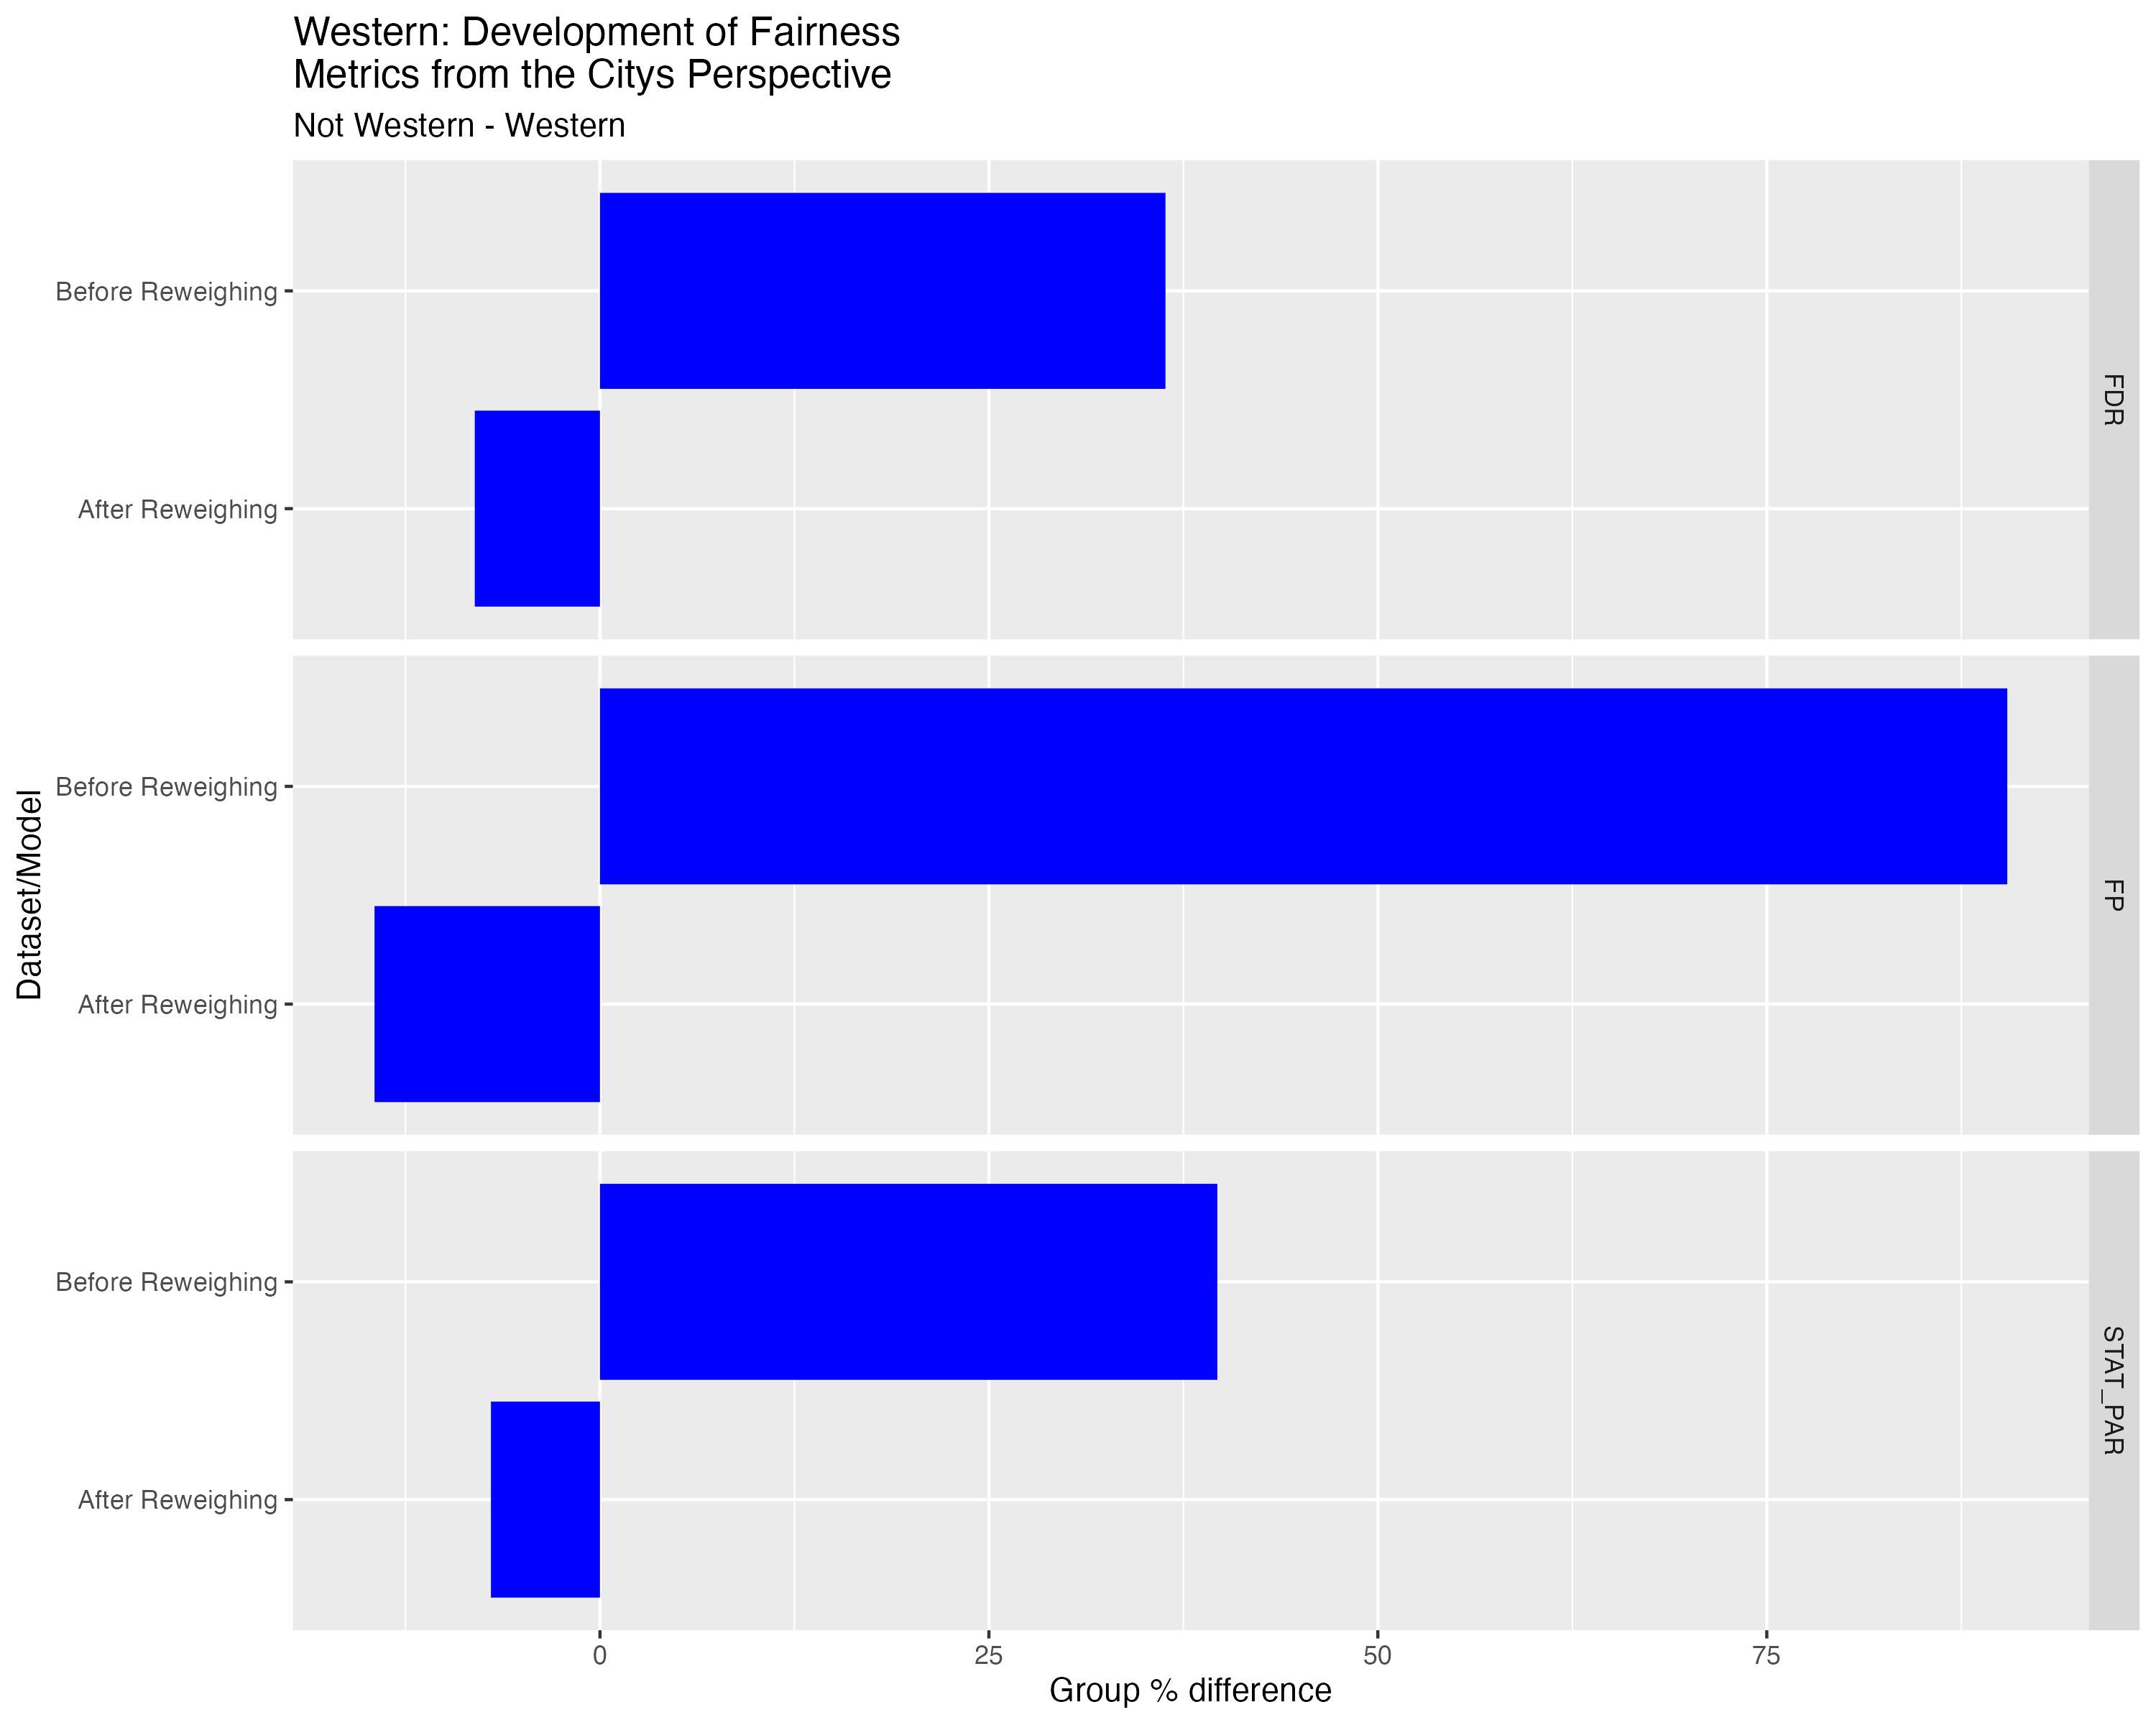 Western: Development of Fairness
Metrics from the Citys Perspective
Not Western - Western
Before Reweighing
After Reweighing
FDR
Before Reweighing
After Reweighing
FP
Before Reweighing
After Reweighing
STAT_PAR
Dataset/Model
0 25 50 75
Group % difference